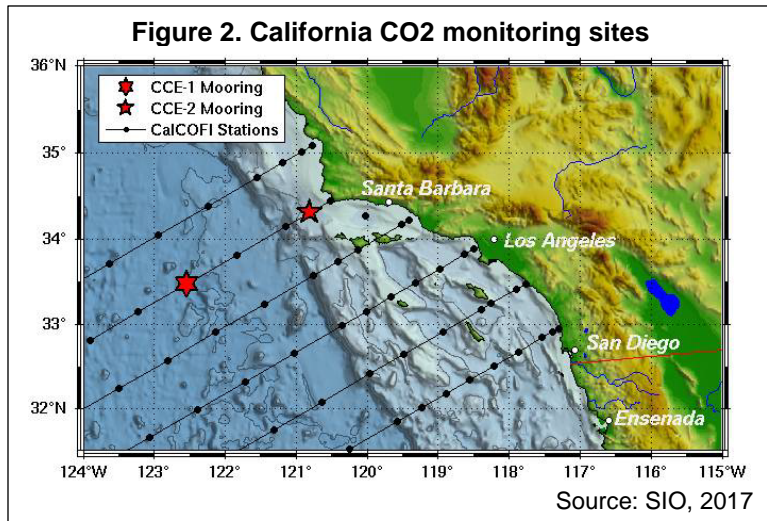 Figure 2. California CO2 monitoring sites
36°N
CCE-1 Mooring
CCE-2 Mooring
CalCOFI Stations
35°
Santa Barbara
34°
Los Angeles
33°
San Diego
32°
Ensenada
124°W 123° 122° 121° 120° 119° 118° 117° 116° 115°W
Source: SIO, 2017